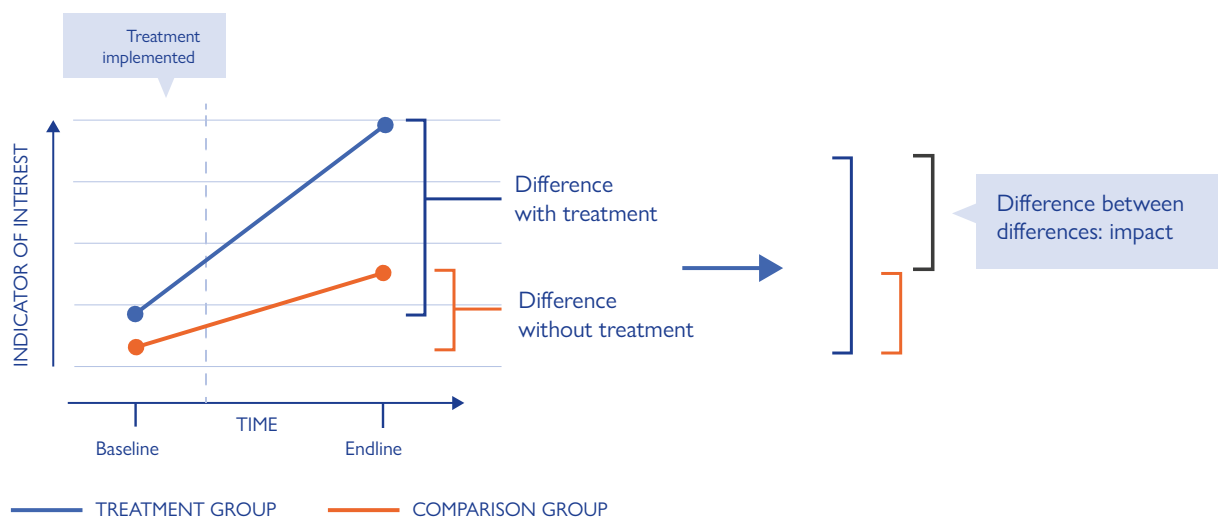 Treatment
implemented
INDICATOR OF INTEREST
Difference
with treatment
Difference
without treatment
Difference between
differences: impact
TIME
Baseline
Endline
TREATMENT GROUP
COMPARISON GROUP